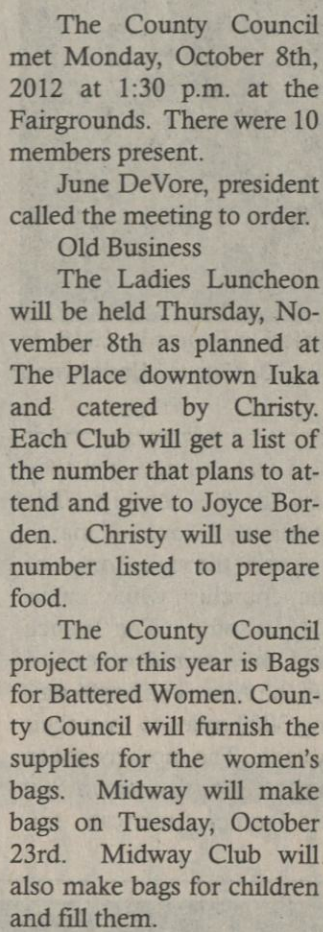 The County Council
met Monday, October 8th,
2012 at 1:30 p.m. at the
Fairgrounds. There were 10
members present.
June DeVore, president
called the meeting to order.
Old Business
The Ladies Luncheon
will be held Thursday, No-
vember 8th as planned at
The Place downtown Iuka
and catered by Christy.
Each Club will get a list of
the number that plans to at-
tend and give to Joyce Bor-
den. Christy will use the
number listed to prepare
food.
The County Council
project for this year is Bags
for Battered Women. Coun-
ty Council will furnish the
supplies for the women's
bags. Midway will make
bags on Tuesday, October
23rd. Midway Club will
also make bags for children
and fill them.